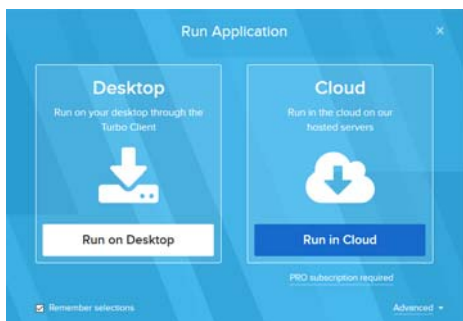 Run Application
Desktop
Run on your desktop through the
Turbo Client
Run on Desktop
Cloud
Run in the cloud on our
hosted servers
Run in Cloud
PRO subscription required
Remember selections
Advanced